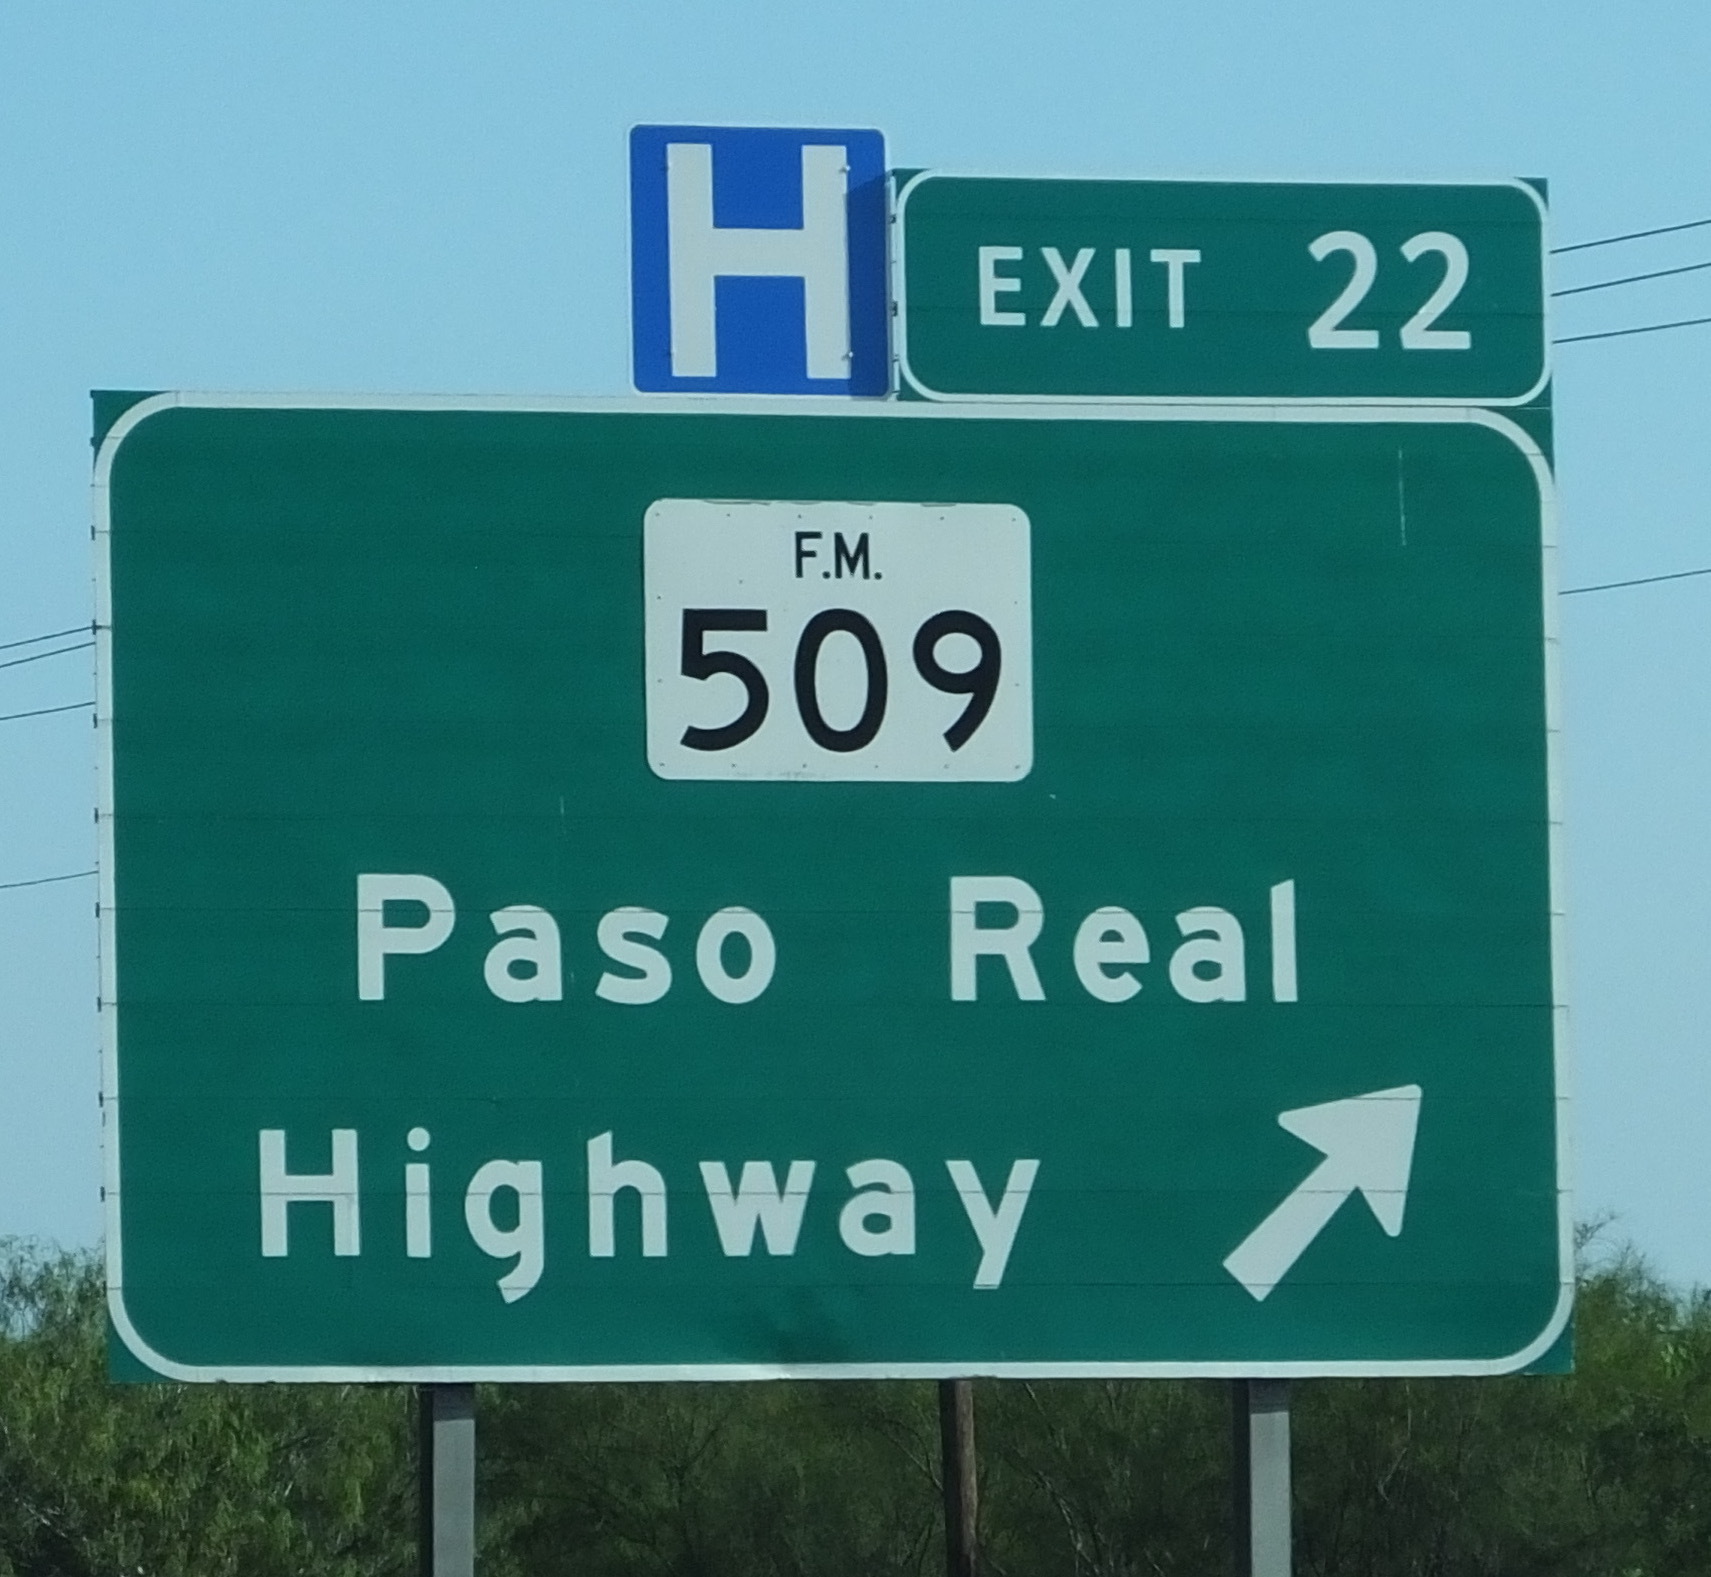 H
EXIT 22
F.M.
509
Paso Real
Highway